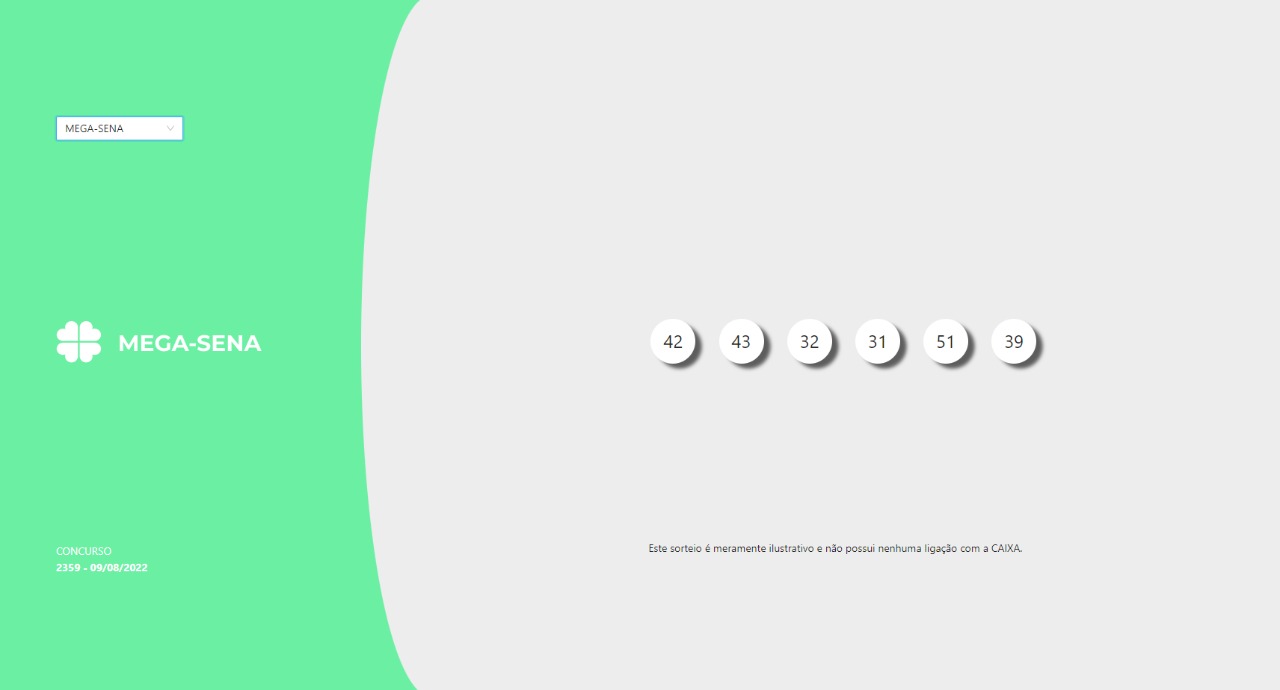 MEGA-SENA
MEGA-SENA
42 43 32 31 51 39
CONCURSO
2359 - 09/08/2022
Este sorteio é meramente ilustrativo e não possui nenhuma ligação com a CAIXA.